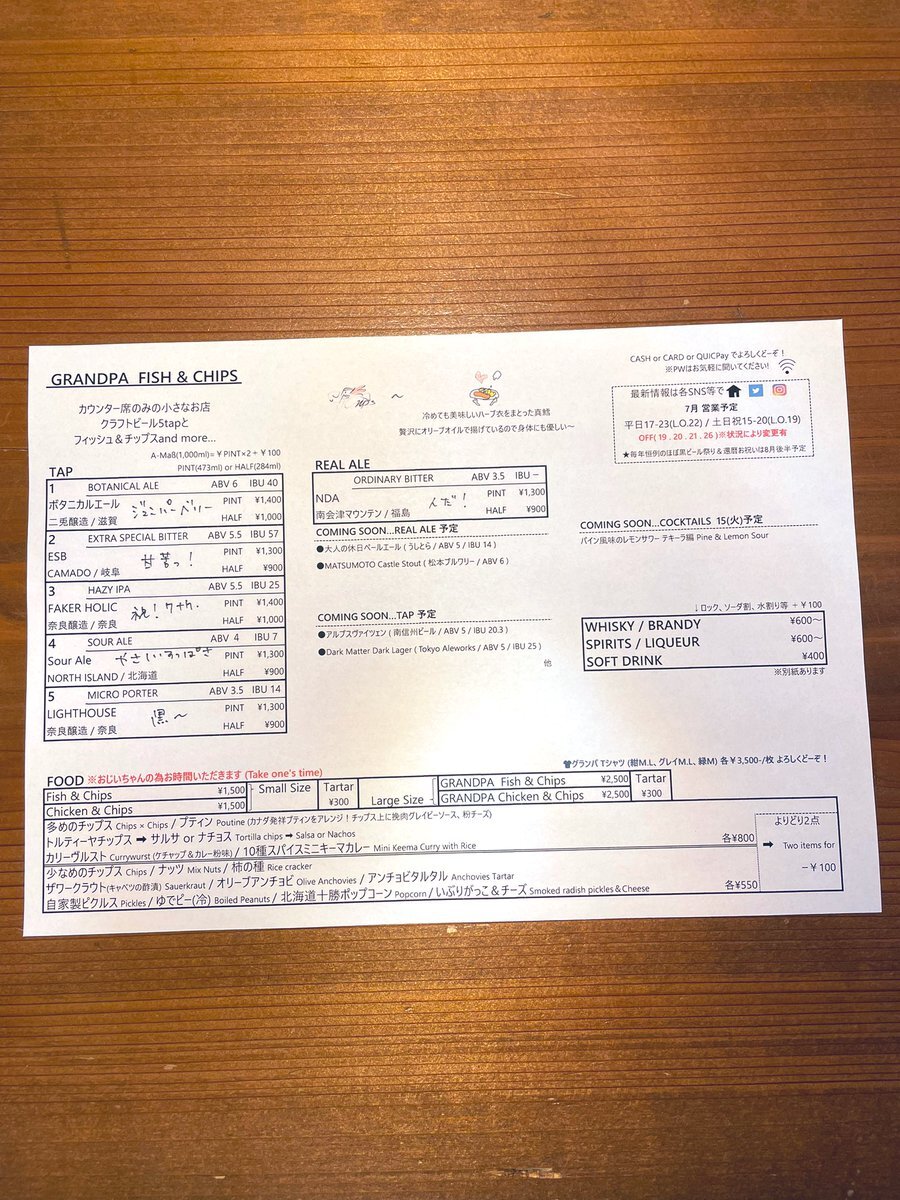 GRANDPA FISH & CHIPS
カウンター席のみの小さなお店
クラフトビール5tapと
フィッシュ＆チップスand more...
冷めても美味しいハーブ衣をまとった真鱈
贅沢にオリーブオイルで揚げているので身体にも優しい～
CASH or CARD or QUICPay でよろしくどーぞ！
※PWはお気軽に聞いてください!
最新情報は各SNS等で
7月 営業予定
平日17-23(L.O.22) / 土日祝15-20(L.O.19)
OFF( 19 . 20 . 21 . 26 )※状況により変更有
★毎年恒例のほぼ黒ビール祭り＆還暦お祝いは8月後半予定
A-Maß(1,000ml)=￥PINT×2＋￥100
TAP PINT(473ml) or HALF(284ml)
1 BOTANICAL ALE ABV 6 IBU 40
ボタニカルエール ジュニパーベリー PINT ¥1,400
二兎醸造 / 滋賀 HALF ¥1,000
2 EXTRA SPECIAL BITTER ABV 5.5 IBU 57
ESB 甘苦っ! PINT ¥1,300
CAMADO / 岐阜 HALF ¥900
3 HAZY IPA ABV 5.5 IBU 25
FAKER HOLIC 祝! 7th. PINT ¥1,400
奈良醸造 / 奈良 HALF ¥1,000
4 SOUR ALE ABV 4 IBU 7
Sour Ale やさいすっぱさ PINT ¥1,300
NORTH ISLAND / 北海道 HALF ¥900
5 MICRO PORTER ABV 3.5 IBU 14
LIGHTHOUSE 黒～ PINT ¥1,300
奈良醸造 / 奈良 HALF ¥900
REAL ALE
ORDINARY BITTER ABV 3.5 IBU －
NDA んだ! PINT ¥1,300
南会津マウンテン / 福島 HALF ¥900
COMING SOON...REAL ALE 予定
●大人の休日ペールエール ( うしとら / ABV 5 / IBU 14 )
●MATSUMOTO Castle Stout ( 松本ブルワリー / ABV 6 )
COMING SOON...TAP 予定
●アルプスヴァイツェン ( 南信州ビール / ABV 5 / IBU 20.3 )
●Dark Matter Dark Lager ( Tokyo Aleworks / ABV 5 / IBU 25 )
他
COMING SOON...COCKTAILS 15(火)予定
パイン風味のレモンサワー テキーラ編 Pine & Lemon Sour
↓ロック、ソーダ割、水割り等 ＋￥100
WHISKY / BRANDY ¥600～
SPIRITS / LIQUEUR ¥600～
SOFT DRINK ¥400
※別紙あります
グランパ Tシャツ (紺M.L、グレイM.L、緑M) 各￥3,500-/枚 よろしくどーぞ！
FOOD ※おじいちゃんの為お時間いただきます (Take one's time)
Fish & Chips ¥1,500
Chicken & Chips ¥1,500
Small Size
Tartar
¥300
Large Size
GRANDPA Fish & Chips ¥2,500
GRANDPA Chicken & Chips ¥2,500
Tartar
¥300
多めのチップス Chips × Chips / プティン Poutine (カナダ発祥プティンをアレンジ！チップス上に挽肉グレイビーソース、粉チーズ)
トルティーヤチップス ➡ サルサ or ナチョス Tortilla chips ➡ Salsa or Nachos
カリーヴルスト Currywurst (ケチャップ＆カレー粉味) / 10種スパイスミニキーマカレー Mini Keema Curry with Rice 各¥800
少なめのチップス Chips / ナッツ Mix Nuts / 柿の種 Rice cracker
ザワークラウト(キャベツの酢漬) Sauerkraut / オリーブアンチョビ Olive Anchovies / アンチョビタルタル Anchovies Tartar
自家製ピクルス Pickles / ゆでピー(冷) Boiled Peanuts / 北海道十勝ポップコーン Popcorn / いぶりがっこ＆チーズ Smoked radish pickles＆Cheese 各¥550
よりどり2点
➡ Two items for
－￥100